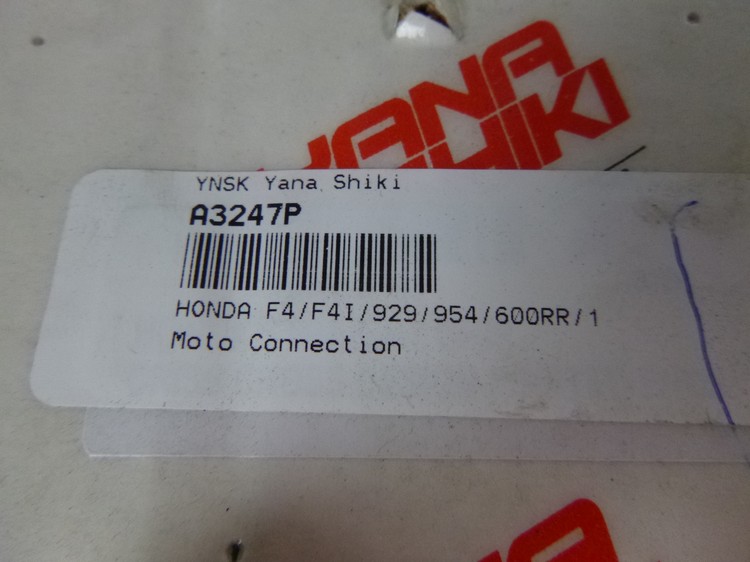 YANA
SHIKI
YNSK Yana Shiki
A3247P
HONDA F4/F4I/929/954/600RR/1
Moto Connection